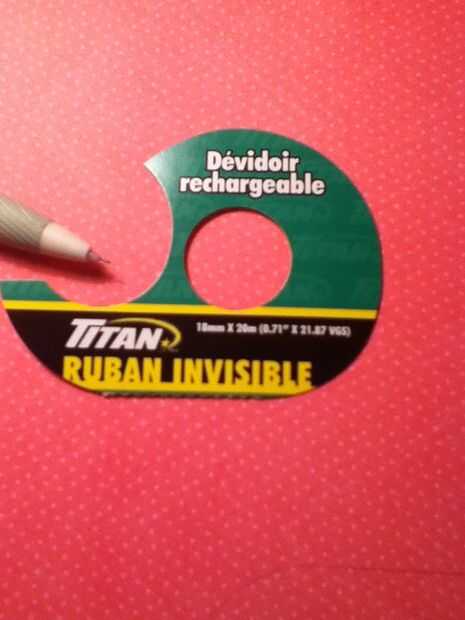 Dévidoir
rechargeable
TITAN
18mm X 20m (0.71" X 21.87 VGS)
RUBAN INVISIBLE